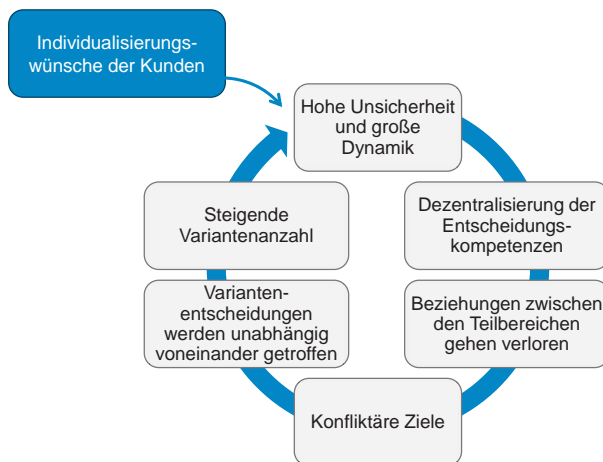 Individualisierungs-
wünsche der Kunden
Hohe Unsicherheit
und große
Dynamik
Dezentralisierung der
Entscheidungs-
kompetenzen
Beziehungen zwischen
den Teilbereichen
gehen verloren
Konfliktäre Ziele
Varianten-
entscheidungen
werden unabhängig
voneinander getroffen
Steigende
Variantenanzahl